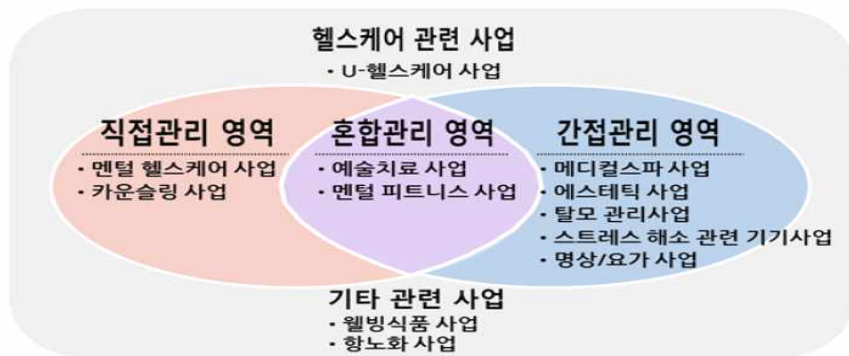 헬스케어 관련 사업
• U-헬스케어 사업
직접관리 영역
• 멘털 헬스케어 사업
• 카운슬링 사업
혼합관리 영역
• 예술치료 사업
• 멘털 피트니스 사업
간접관리 영역
• 메디컬스파 사업
• 에스테틱 사업
• 탈모 관리사업
• 스트레스 해소 관련 기기사업
• 명상/요가 사업
기타 관련 사업
• 웰빙식품 사업
• 항노화 사업